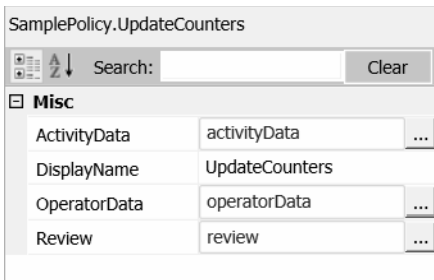 SamplePolicy.UpdateCounters
A Z Search: Clear
Misc
ActivityData activityData ...
DisplayName UpdateCounters
OperatorData operatorData ...
Review review ...